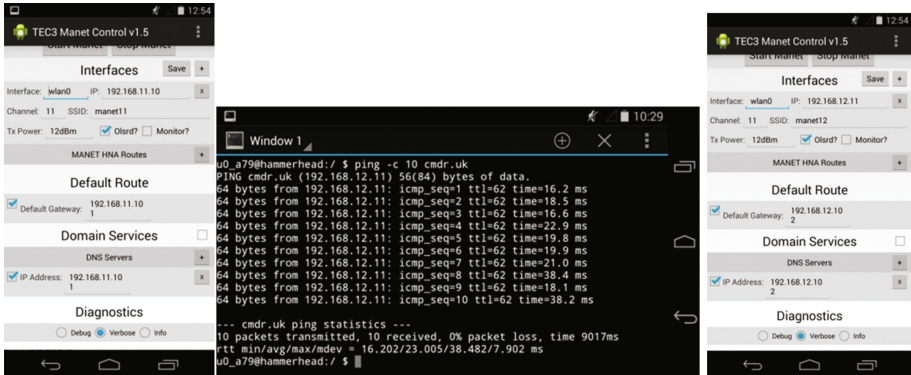 12:54
TEC3 Manet Control v1.5
Start Manet Stop Manet
Interfaces Save +
Interface: wlan0 IP: 192.168.11.10 x
Channel: 11 SSID: manet11
Tx Power: 12dBm Olsrd? Monitor?
MANET HNA Routes +
Default Route
Default Gateway: 192.168.11.10
1
Domain Services
DNS Servers +
IP Address: 192.168.11.10 x
1
Diagnostics
Debug Verbose Info
10:29
Window 1
u0_a79@hammerhead:/ $ ping -c 10 cmdr.uk
PING cmdr.uk (192.168.12.11) 56(84) bytes of data.
64 bytes from 192.168.12.11: icmp_seq=1 ttl=62 time=16.2 ms
64 bytes from 192.168.12.11: icmp_seq=2 ttl=62 time=18.5 ms
64 bytes from 192.168.12.11: icmp_seq=3 ttl=62 time=16.6 ms
64 bytes from 192.168.12.11: icmp_seq=4 ttl=62 time=22.9 ms
64 bytes from 192.168.12.11: icmp_seq=5 ttl=62 time=19.8 ms
64 bytes from 192.168.12.11: icmp_seq=6 ttl=62 time=19.9 ms
64 bytes from 192.168.12.11: icmp_seq=7 ttl=62 time=21.0 ms
64 bytes from 192.168.12.11: icmp_seq=8 ttl=62 time=38.4 ms
64 bytes from 192.168.12.11: icmp_seq=9 ttl=62 time=18.1 ms
64 bytes from 192.168.12.11: icmp_seq=10 ttl=62 time=38.2 ms
--- cmdr.uk ping statistics ---
10 packets transmitted, 10 received, 0% packet loss, time 9017ms
rtt min/avg/max/mdev = 16.202/23.005/38.482/7.902 ms
u0_a79@hammerhead:/ $
12:54
TEC3 Manet Control v1.5
Start Manet Stop Manet
Interfaces Save +
Interface: wlan0 IP: 192.168.12.11 x
Channel: 11 SSID: manet12
Tx Power: 12dBm Olsrd? Monitor?
MANET HNA Routes +
Default Route
Default Gateway: 192.168.12.10
2
Domain Services
DNS Servers +
IP Address: 192.168.12.10 x
2
Diagnostics
Debug Verbose Info